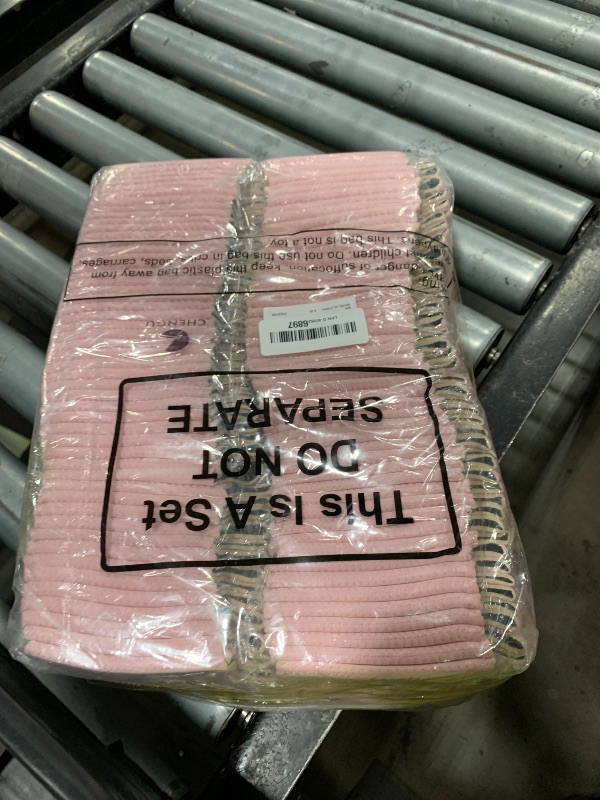 This Is A Set
DO NOT
SEPARATE
6897
CHENGU
danger of suffocation, keep this plastic bag away from
children. Do not use this bag in cribs, beds, carriages,
This bag is not a toy.